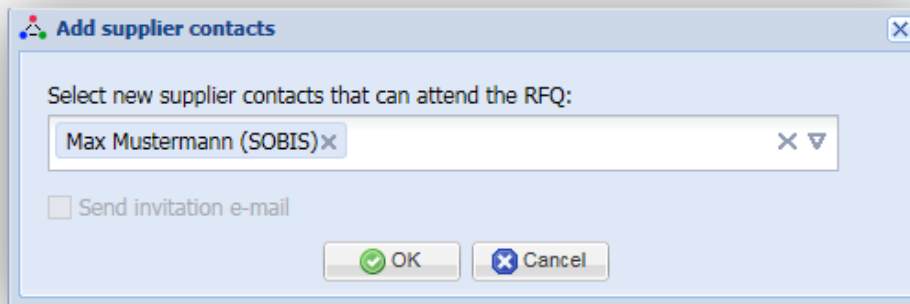 Add supplier contacts
Select new supplier contacts that can attend the RFQ:
Max Mustermann (SOBIS)
Send invitation e-mail
OK Cancel